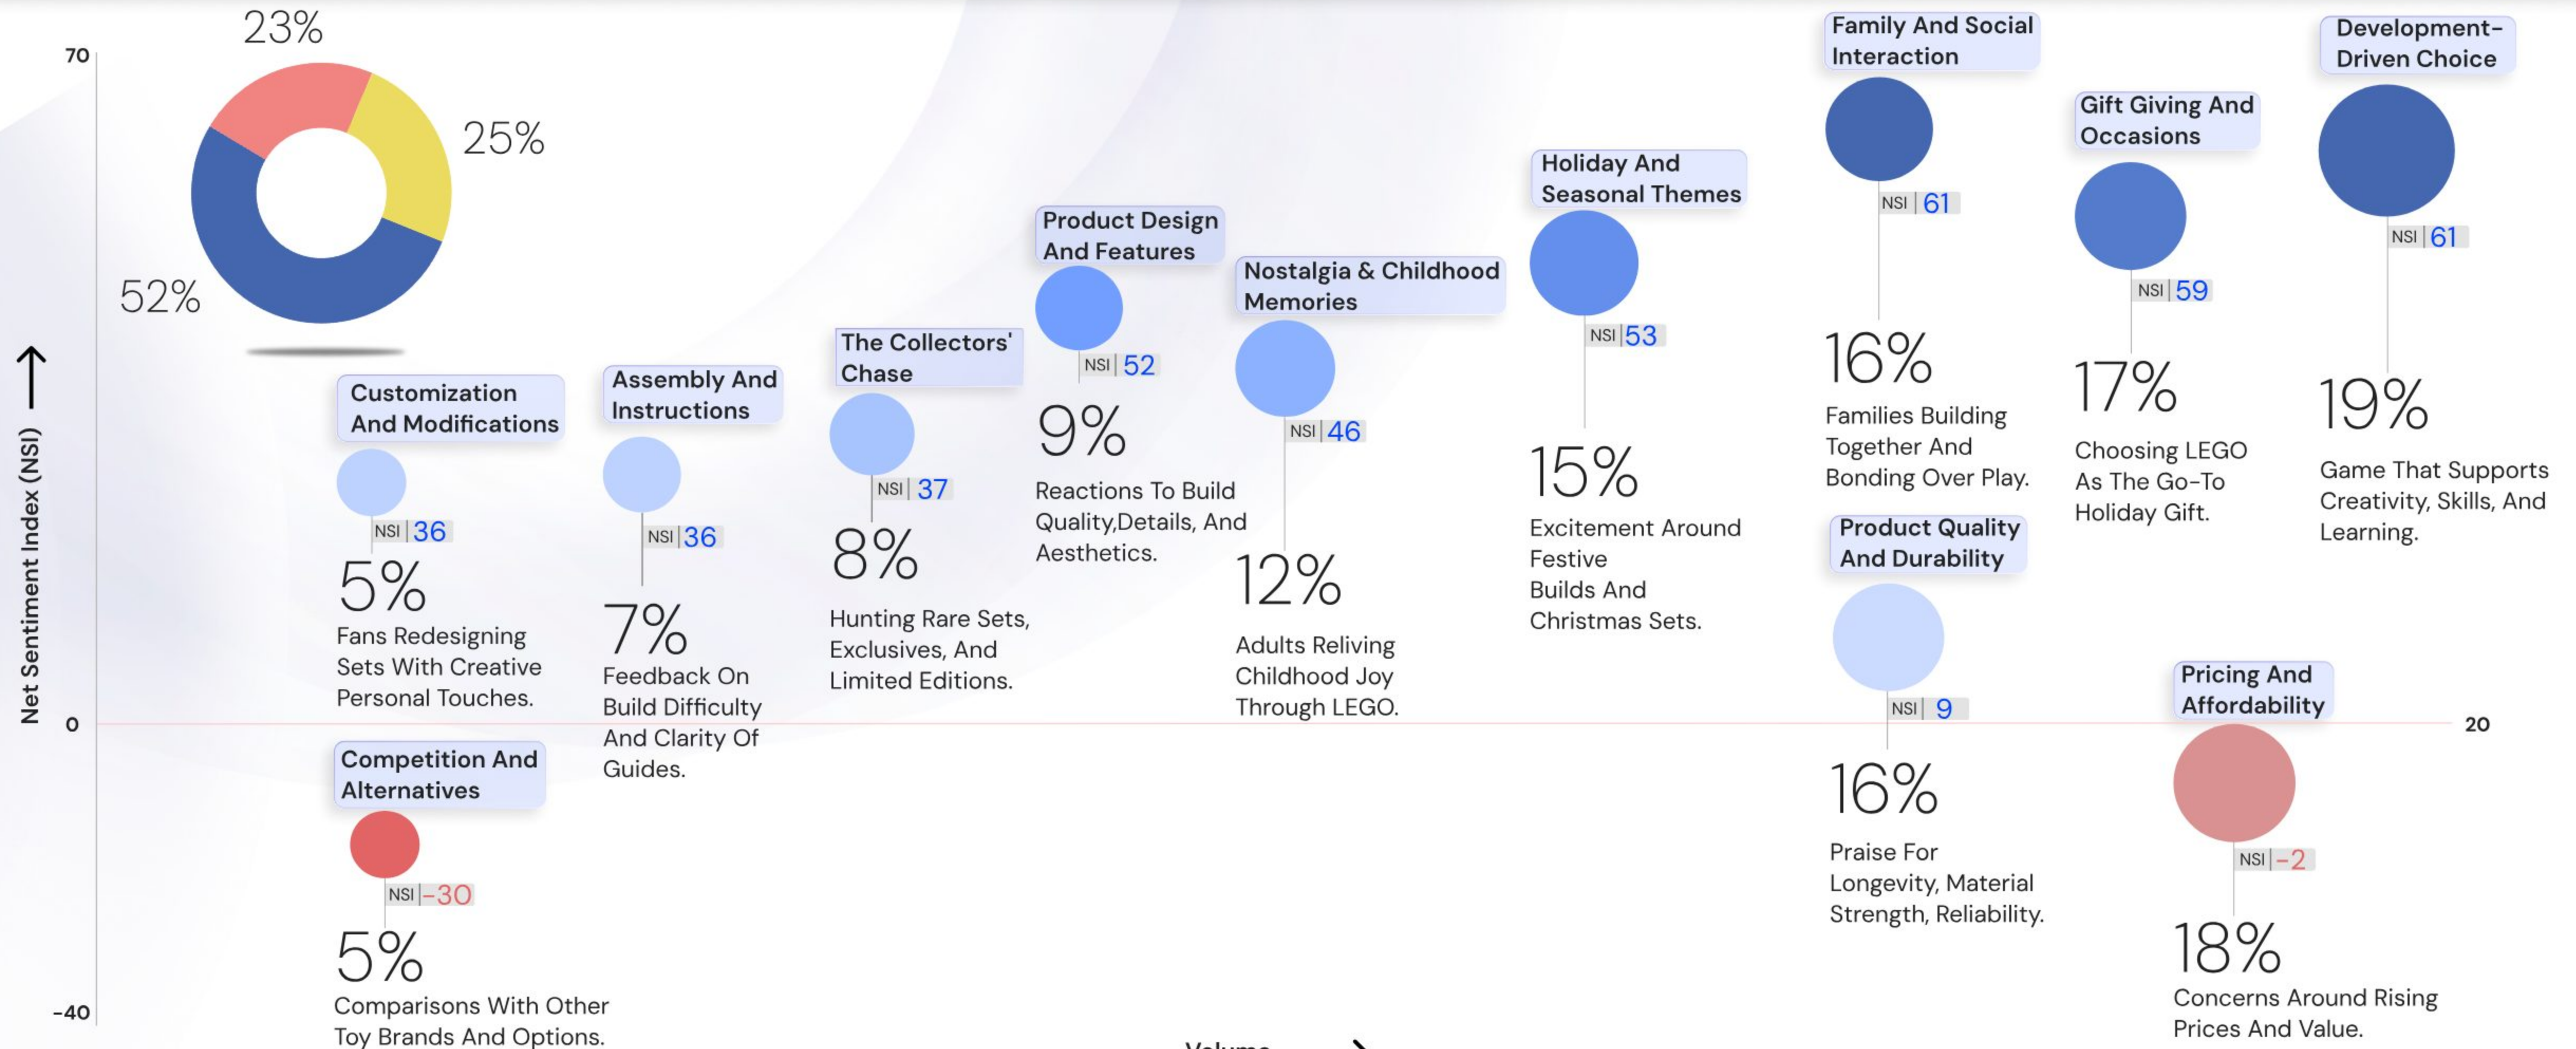 23%
25%
52%
70
0
-40
20
Net Sentiment Index (NSI)
Customization
And Modifications
NSI | 36
5%
Fans Redesigning
Sets With Creative
Personal Touches.
Competition And
Alternatives
NSI | -30
5%
Comparisons With Other
Toy Brands And Options.
Assembly And
Instructions
NSI | 36
7%
Feedback On
Build Difficulty
And Clarity Of
Guides.
The Collectors'
Chase
NSI | 37
8%
Hunting Rare Sets,
Exclusives, And
Limited Editions.
Product Design
And Features
NSI | 52
9%
Reactions To Build
Quality,Details, And
Aesthetics.
Nostalgia & Childhood
Memories
NSI | 46
12%
Adults Reliving
Childhood Joy
Through LEGO.
Holiday And
Seasonal Themes
NSI | 53
15%
Excitement Around
Festive
Builds And
Christmas Sets.
Family And Social
Interaction
NSI | 61
16%
Families Building
Together And
Bonding Over Play.
Product Quality
And Durability
NSI | 9
16%
Praise For
Longevity, Material
Strength, Reliability.
Gift Giving And
Occasions
NSI | 59
17%
Choosing LEGO
As The Go-To
Holiday Gift.
Pricing And
Affordability
NSI | -2
18%
Concerns Around Rising
Prices And Value.
Development-
Driven Choice
NSI | 61
19%
Game That Supports
Creativity, Skills, And
Learning.
Volume